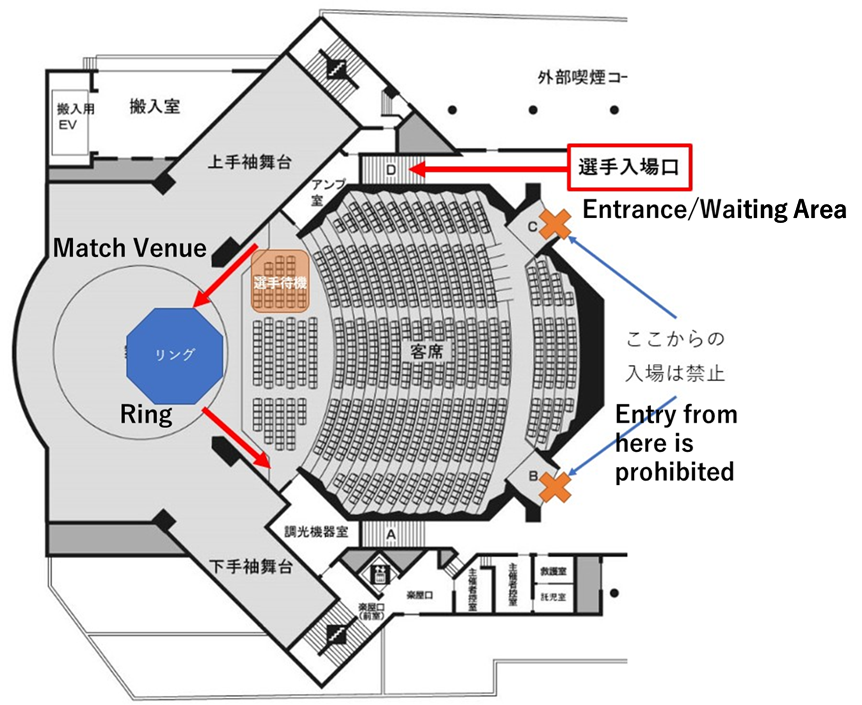 外部喫煙コー
搬入用
EV
搬入室
上手袖舞台
アンプ
室
D
選手入場口
Entrance/Waiting Area
C
Match Venue
選手待機
ここからの
入場は禁止
リング
客席
Ring
Entry from
here is
prohibited
B
調光機器室
A
下手袖舞台
楽屋口
(前室)
楽屋口
主催者控室
主催者控室
救護室
託児室